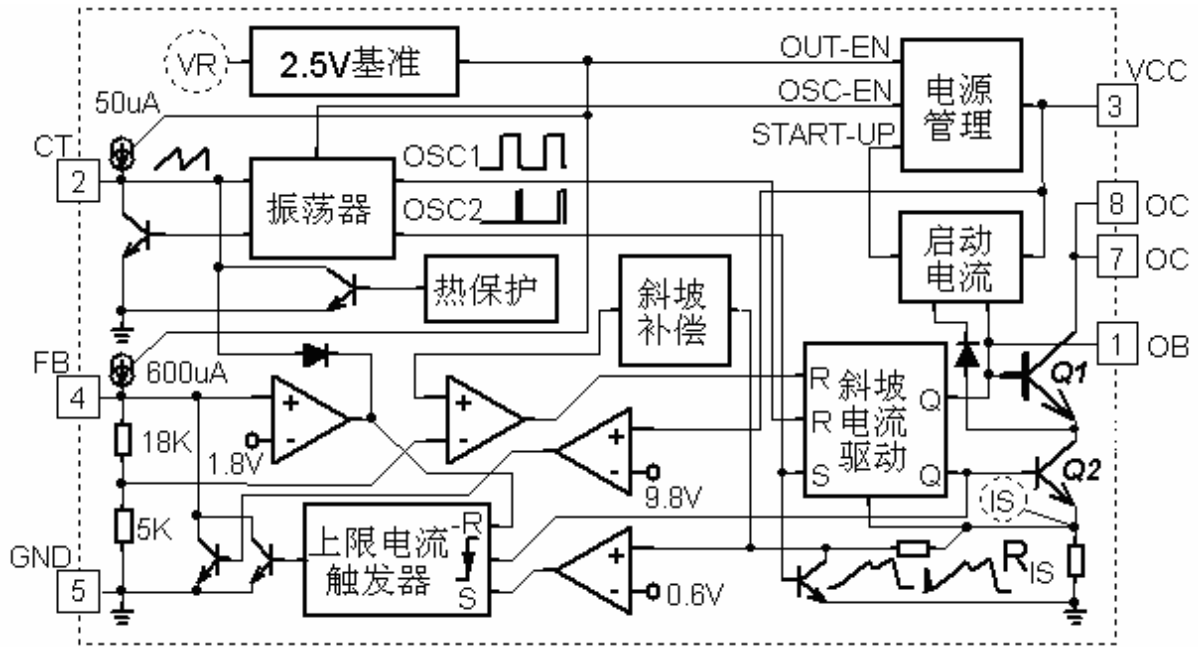 VR
2.5V基准
OUT-EN
OSC-EN
START-UP
电源
管理
VCC
3
50uA
CT
2
振荡器
OSC1
OSC2
启动
电流
8
OC
7
OC
热保护
斜坡
补偿
1
OB
FB
4
600uA
+
-
1.8V
+
-
+
-
9.8V
R
R
S
斜坡
电流
驱动
Q
Q
Q1
Q2
18K
5K
GND
5
上限电流
触发器
-R
S
+
-
0.6V
IS
RIS